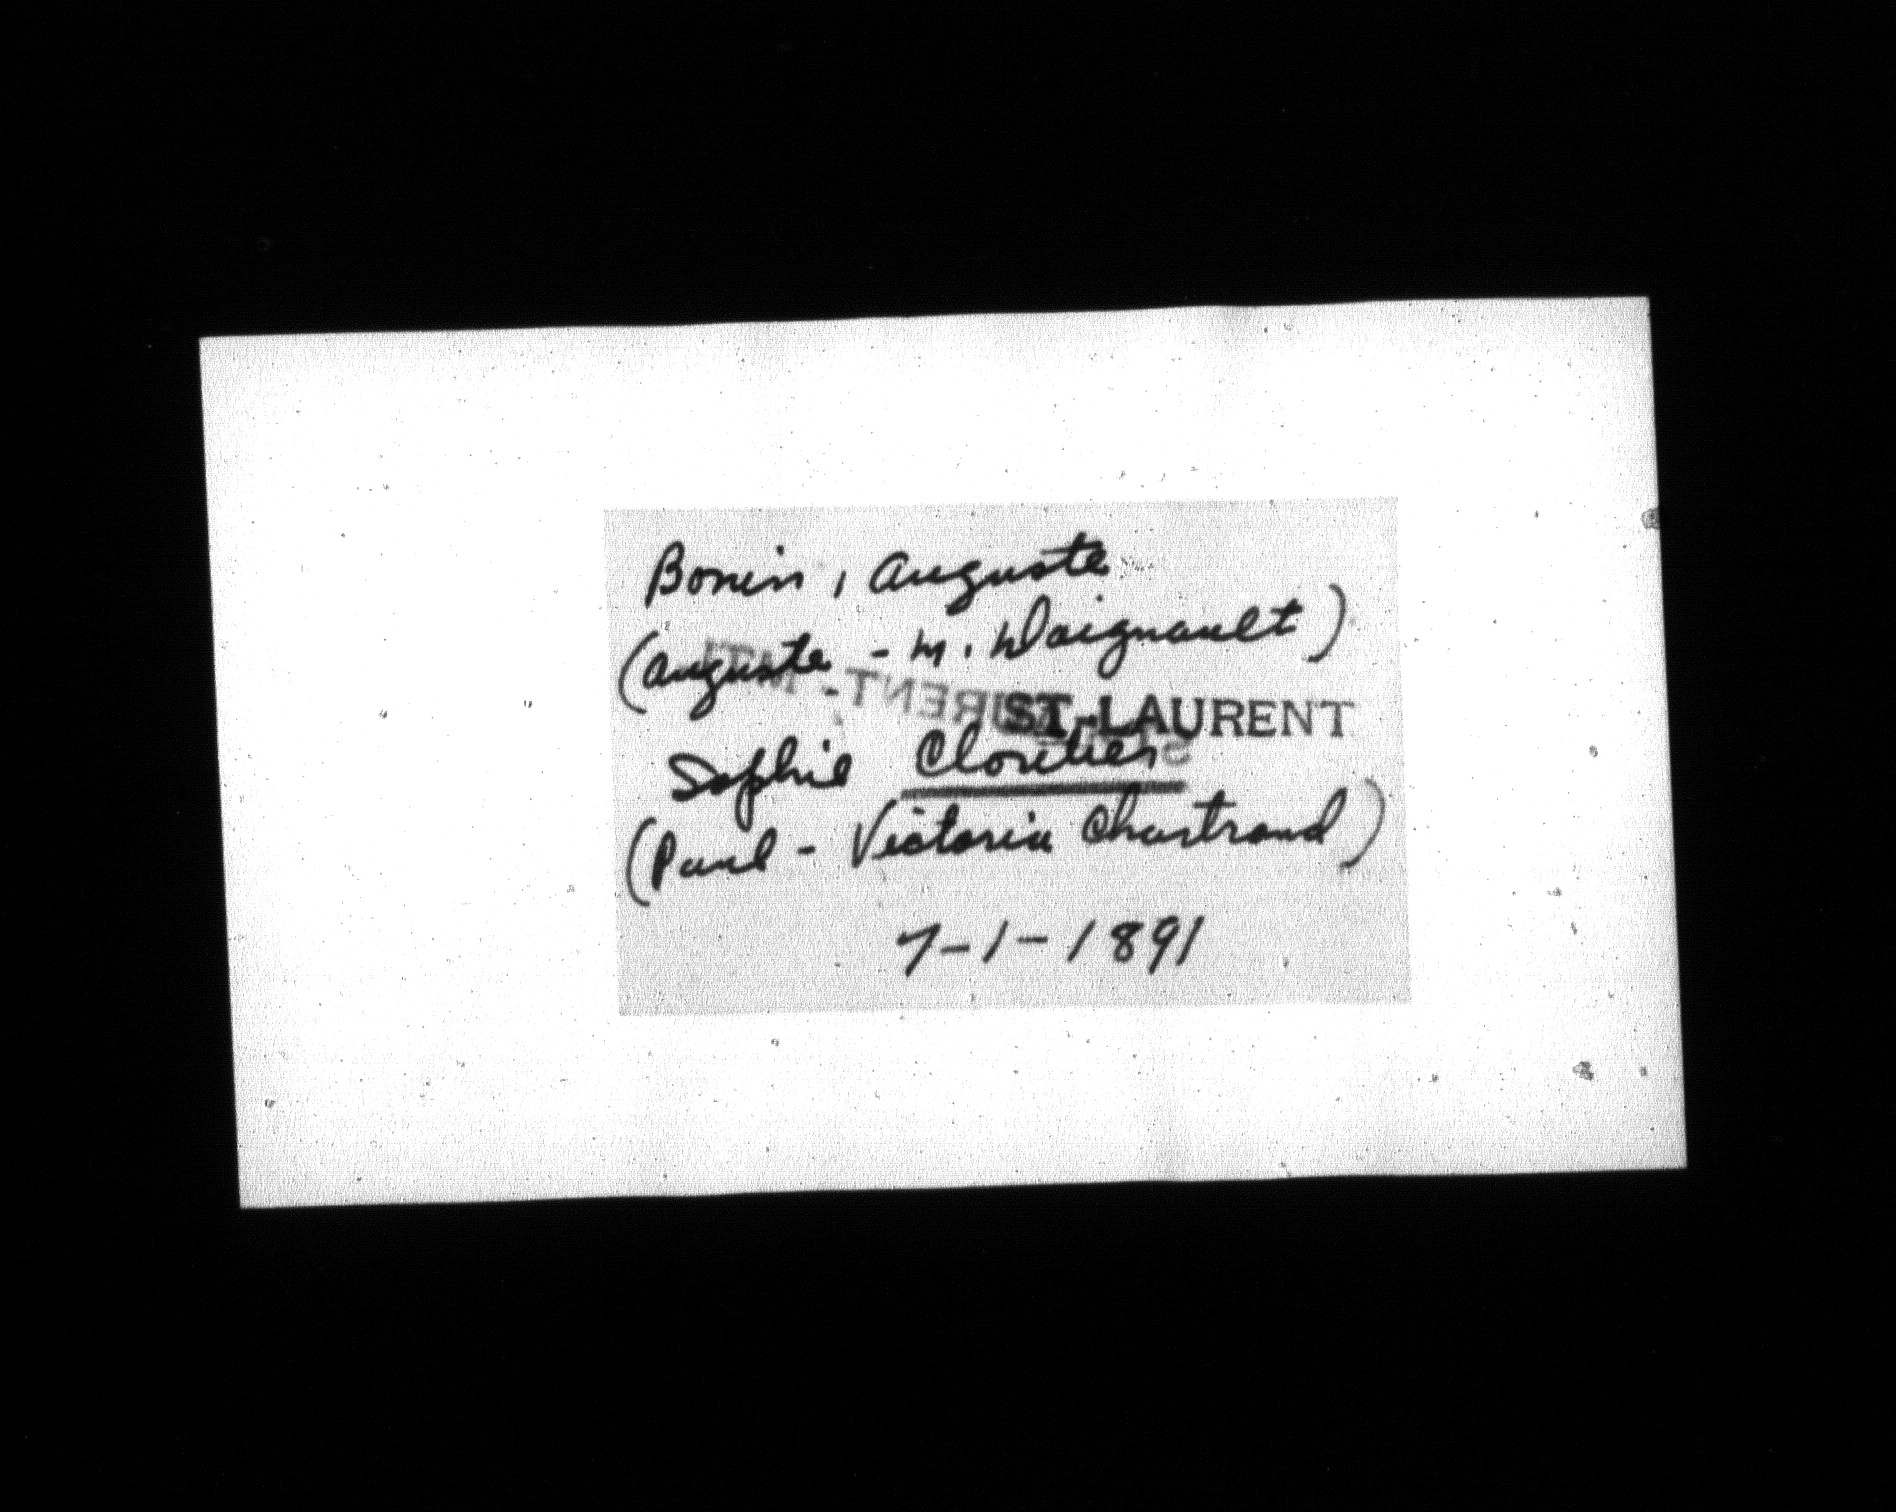 Bonin, Auguste
(Auguste - M. Daignault)
ST-LAURENT
Sophie Cloutier
(Paul - Victoria Chartrand)
7-1-1891